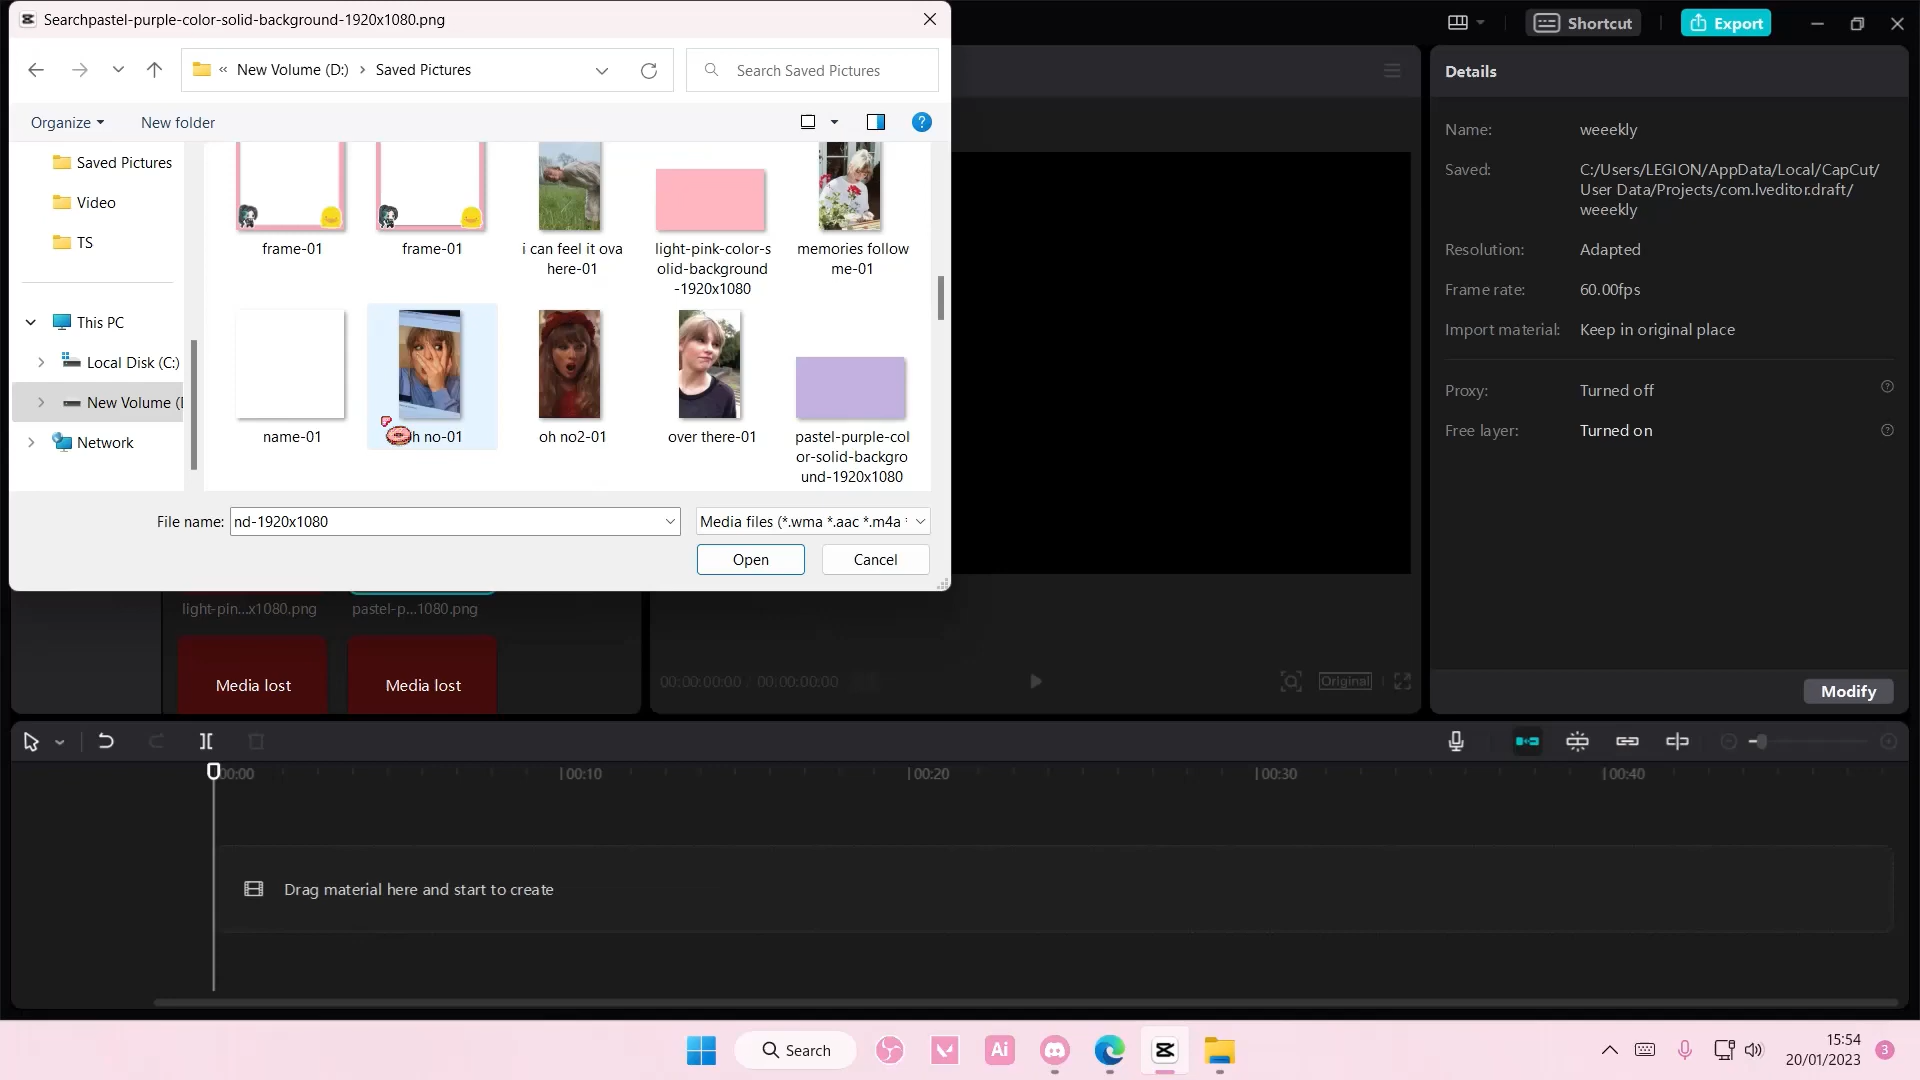 Searchpastel-purple-color-solid-background-1920x1080.png
Shortcut
Export
« New Volume (D:) > Saved Pictures
Search Saved Pictures
Organize
New folder
Saved Pictures
Video
TS
This PC
Local Disk (C:)
New Volume (
Network
frame-01
frame-01
i can feel it ova
here-01
light-pink-color-s
olid-background
-1920x1080
memories follow
me-01
name-01
h no-01
oh no2-01
over there-01
pastel-purple-col
or-solid-backgro
und-1920x1080
File name:
nd-1920x1080
Media files (*.wma *.aac *.m4a *
Open
Cancel
Details
Name:
weeekly
Saved:
C:/Users/LEGION/AppData/Local/CapCut/
User Data/Projects/com.lveditor.draft/
weeekly
Resolution:
Adapted
Frame rate:
60.00fps
Import material:
Keep in original place
Proxy:
Turned off
Free layer:
Turned on
Modify
light-pin...x1080.png
pastel-p...1080.png
Media lost
Media lost
00:00:00:00 / 00:00:00:00
Original
00:00
00:10
00:20
00:30
00:40
Drag material here and start to create
Search
Ai
15:54
20/01/2023
3